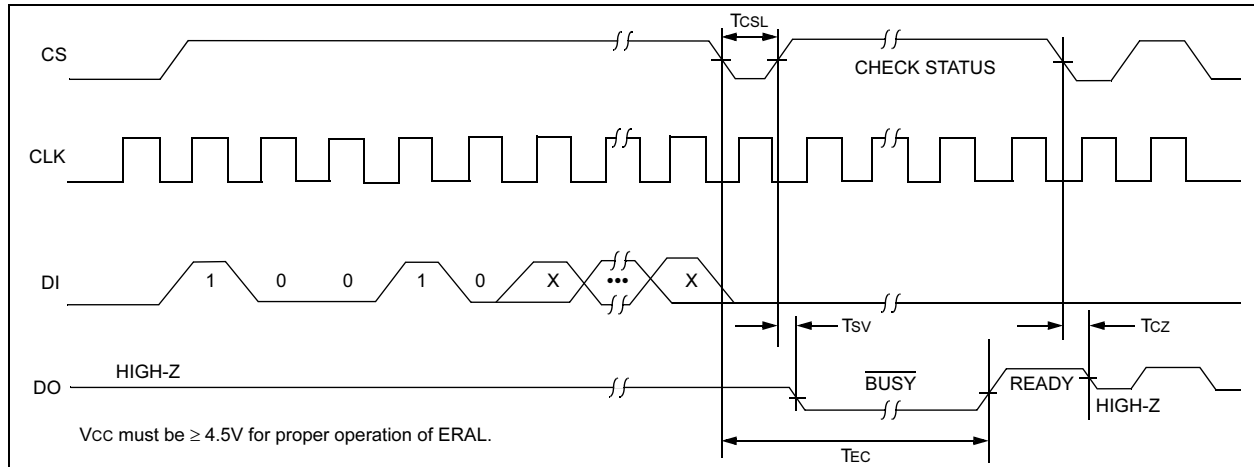 TCSL
CS
CHECK STATUS
CLK
DI
1 0 0 1 0 X ••• X
TSV
TCZ
HIGH-Z
BUSY
READY
DO
HIGH-Z
VCC must be ≥ 4.5V for proper operation of ERAL.
TEC